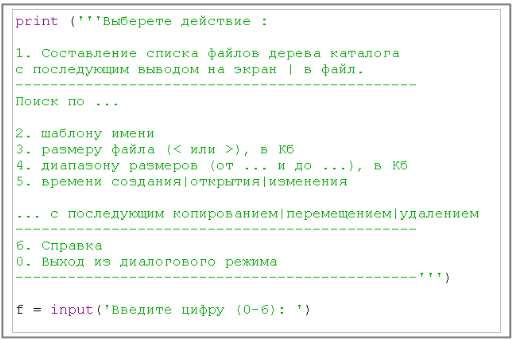 print ('''Выберете действие :
1. Составление списка файлов дерева каталога
с последующим выводом на экран | в файл.
----------------------------------------------
Поиск по ...
2. шаблону имени
3. размеру файла (< или >), в Кб
4. диапазону размеров (от ... и до ...), в Кб
5. времени создания|открытия|изменения
... с последующим копированием|перемещением|удалением
----------------------------------------------
6. Справка
0. Выход из диалогового режима
----------------------------------------------''')
f = input('Введите цифру (0-6): ')